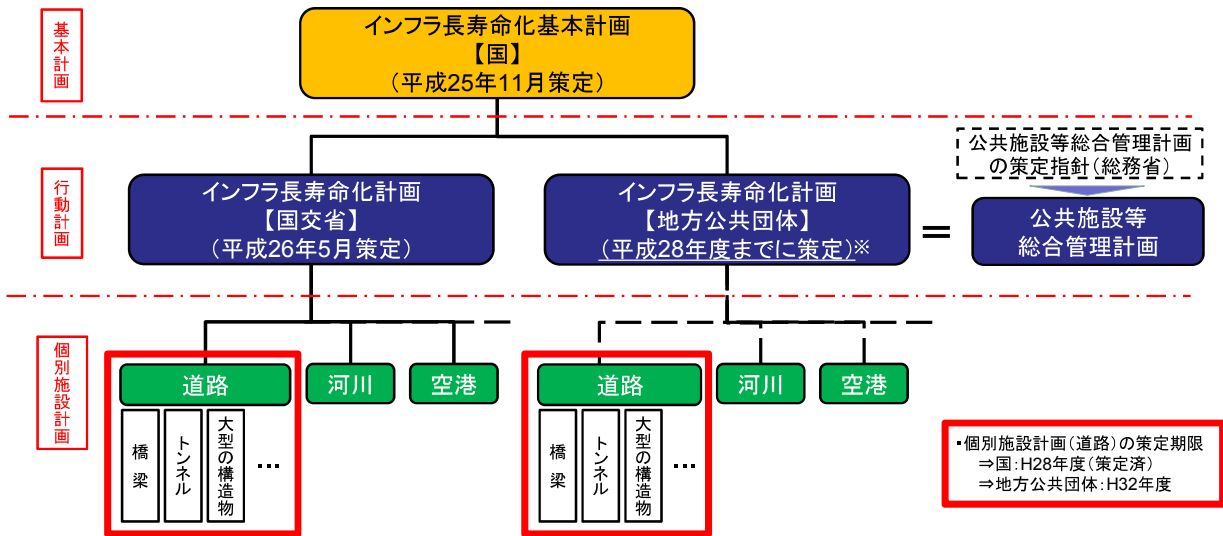 基本計画
インフラ長寿命化基本計画
【国】
(平成25年11月策定)
行動計画
インフラ長寿命化計画
【国交省】
(平成26年5月策定)
インフラ長寿命化計画
【地方公共団体】
(平成28年度までに策定)※
=
公共施設等総合管理計画
の策定指針(総務省)
公共施設等
総合管理計画
個別施設計画
道路
河川
空港
橋梁
トンネル
大型の構造物
…
道路
河川
空港
橋梁
トンネル
大型の構造物
…
・個別施設計画(道路)の策定期限
⇒国:H28年度(策定済)
⇒地方公共団体:H32年度